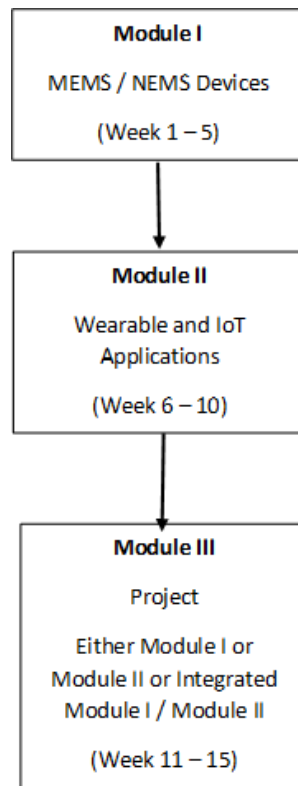 Module I
MEMS / NEMS Devices
(Week 1 – 5)
Module II
Wearable and IoT
Applications
(Week 6 – 10)
Module III
Project
Either Module I or
Module II or Integrated
Module I / Module II
(Week 11 – 15)